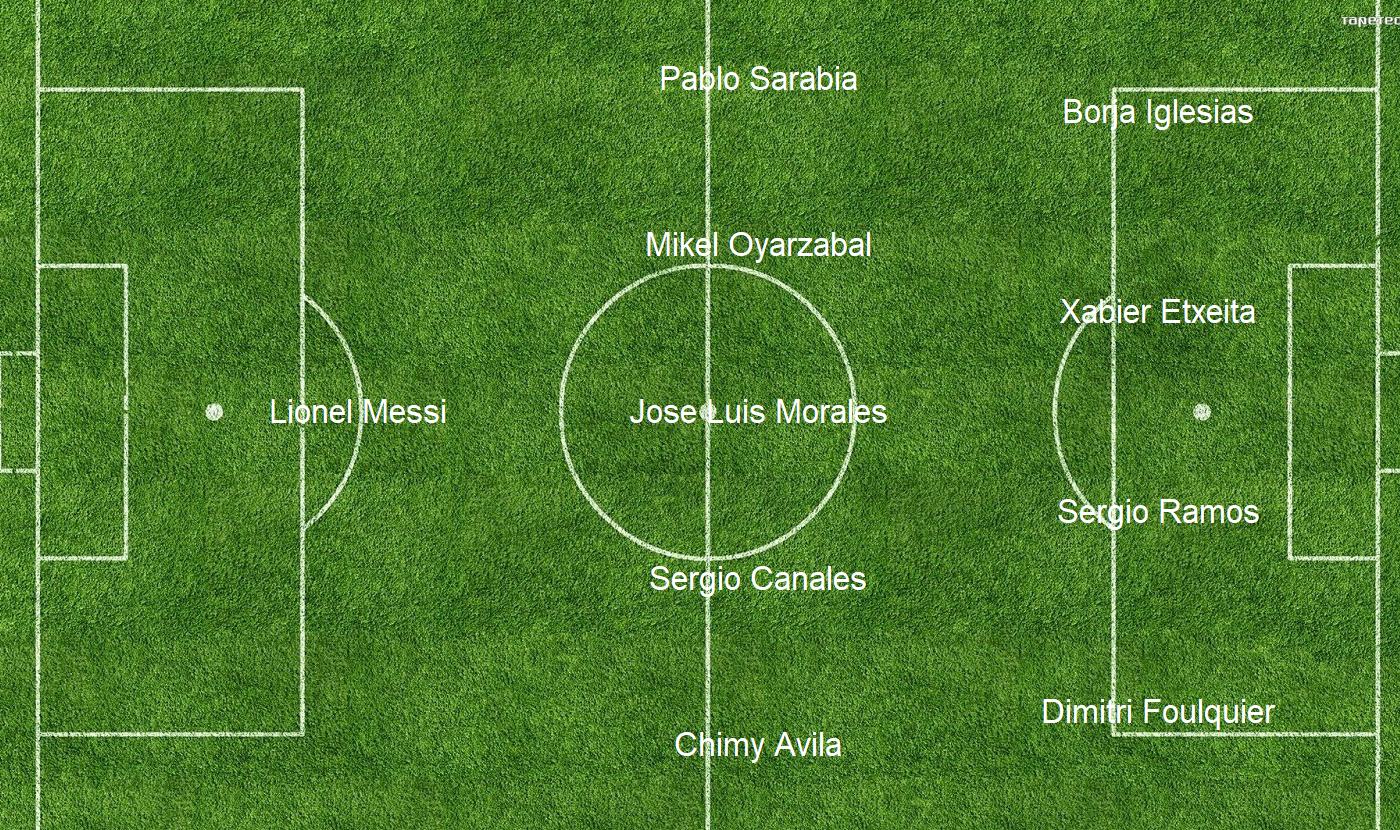 Pablo Sarabia
Borja Iglesias
Mikel Oyarzabal
Xabier Etxeita
Lionel Messi
Jose Luis Morales
Sergio Ramos
Sergio Canales
Dimitri Foulquier
Chimy Avila